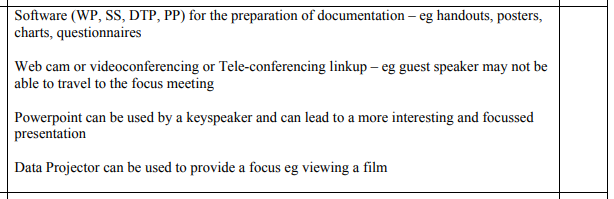 Software (WP, SS, DTP, PP) for the preparation of documentation – eg handouts, posters,
charts, questionnaires
Web cam or videoconferencing or Tele-conferencing linkup – eg guest speaker may not be
able to travel to the focus meeting
Powerpoint can be used by a keyspeaker and can lead to a more interesting and focussed
presentation
Data Projector can be used to provide a focus eg viewing a film